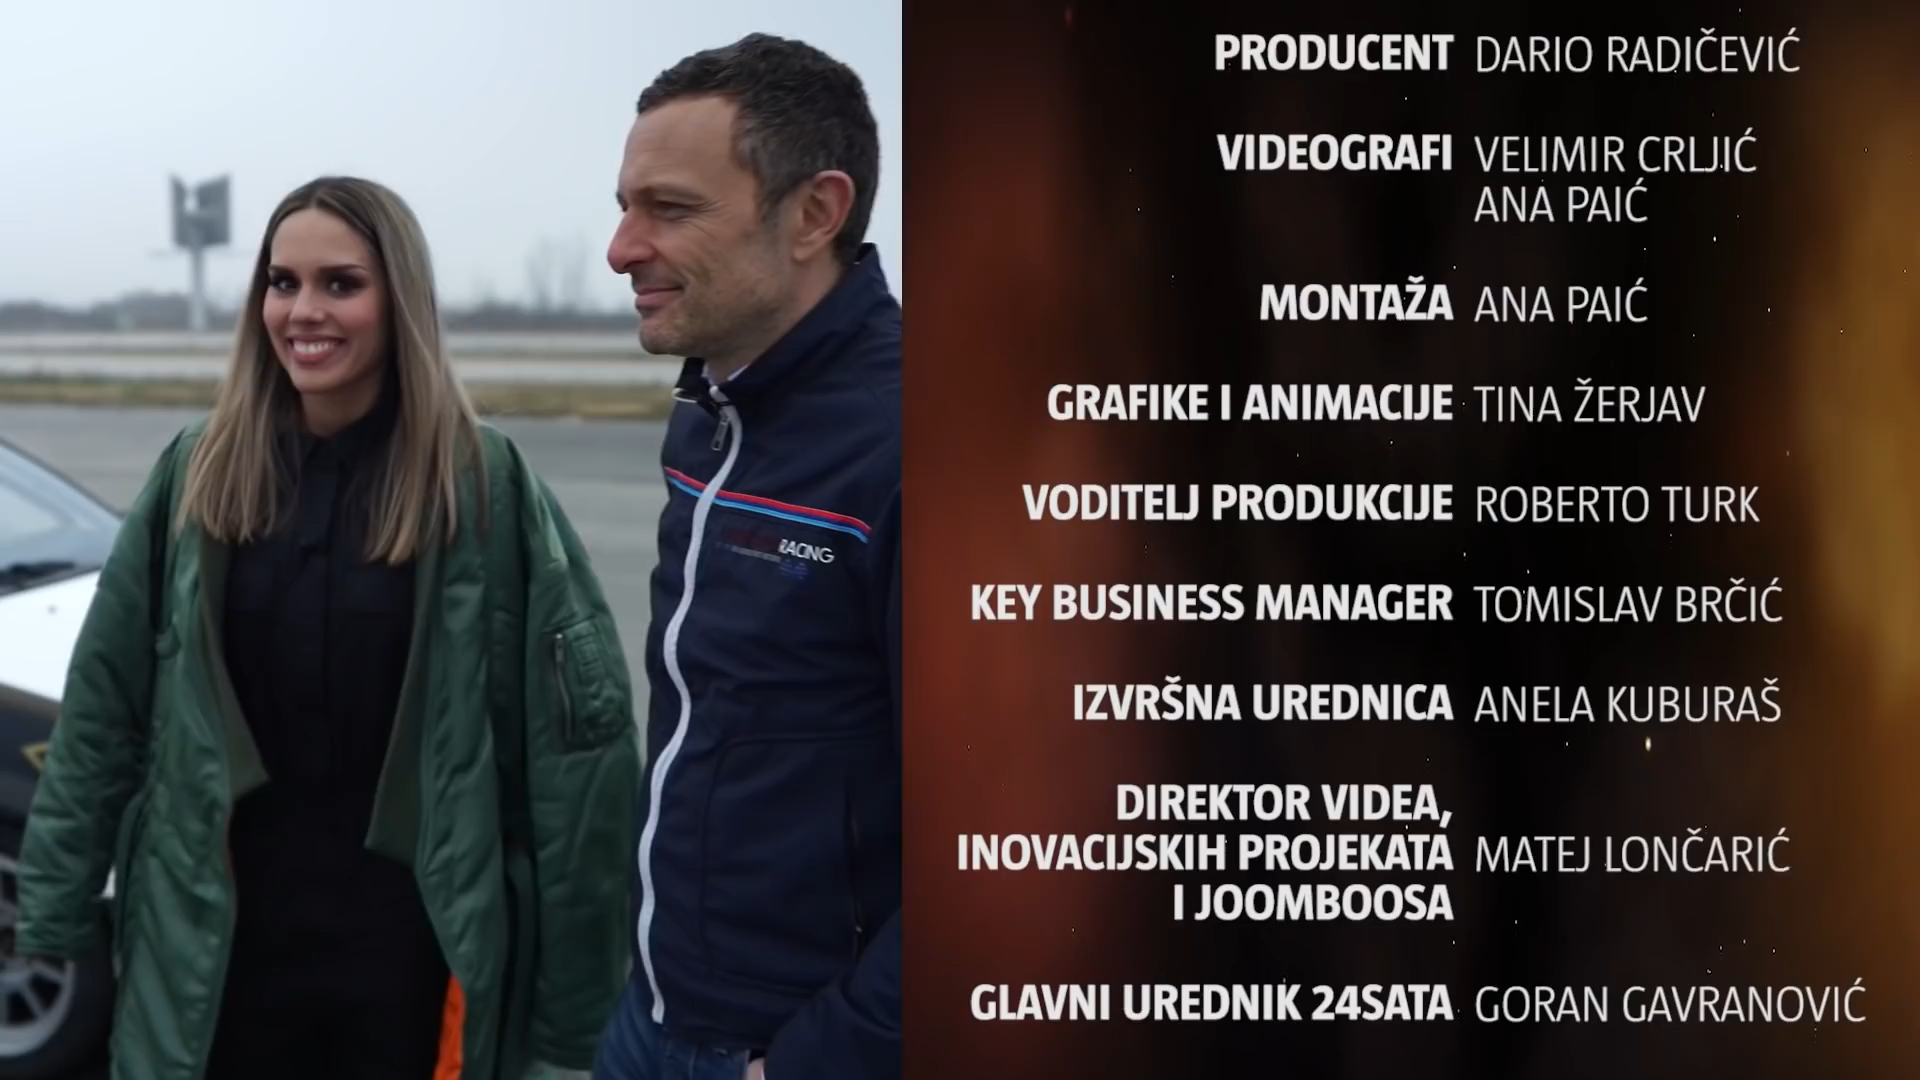 RACING
PRODUCENT DARIO RADIČEVIĆ
VIDEOGRAFI VELIMIR CRLJIĆ
ANA PAIĆ
MONTAŽA ANA PAIĆ
GRAFIKE I ANIMACIJE TINA ŽERJAV
VODITELJ PRODUKCIJE ROBERTO TURK
KEY BUSINESS MANAGER TOMISLAV BRČIĆ
IZVRŠNA UREDNICA ANELA KUBURAŠ
DIREKTOR VIDEA,
INOVACIJSKIH PROJEKATA MATEJ LONČARIĆ
I JOOMBOOSA
GLAVNI UREDNIK 24SATA GORAN GAVRANOVIĆ